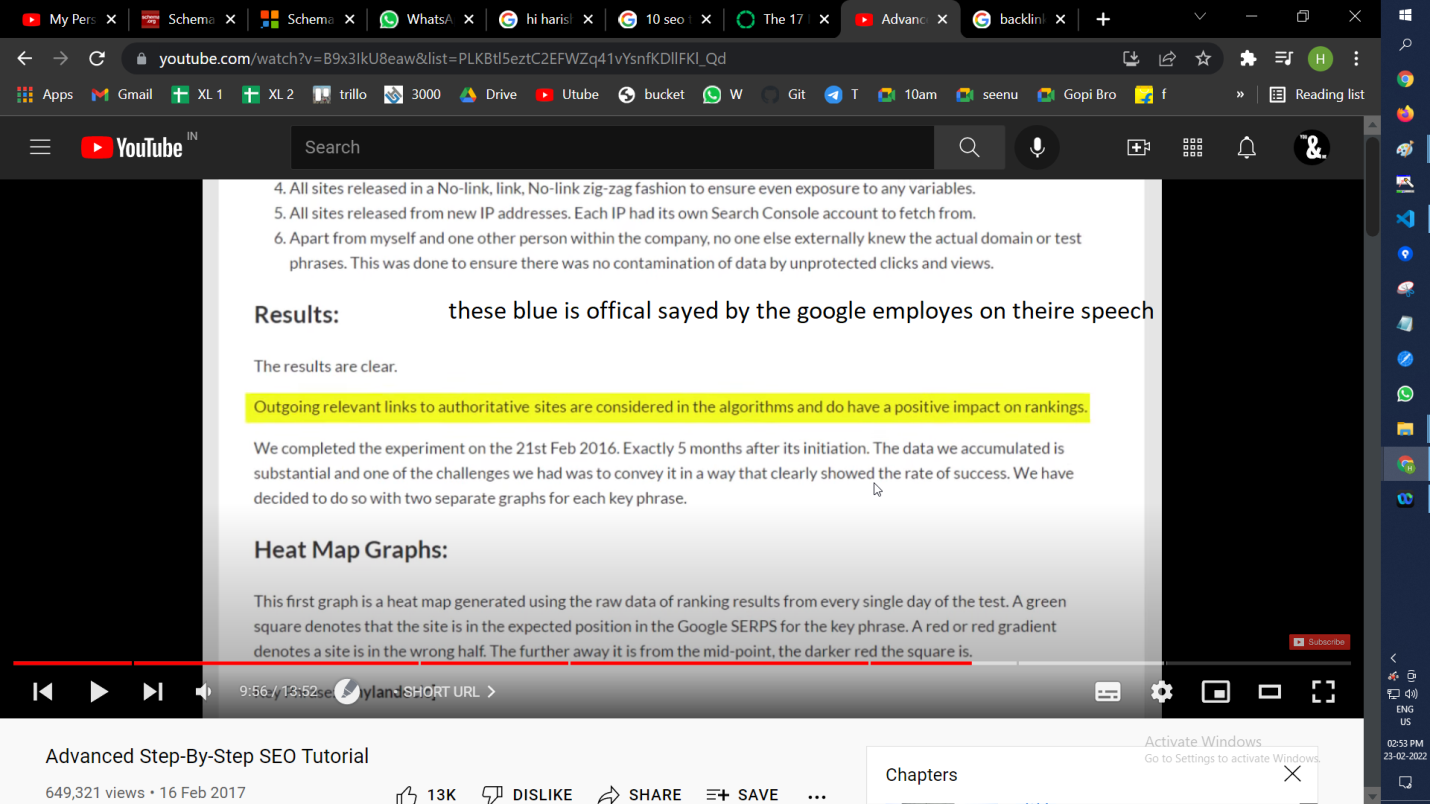 My Pers
Schema
Schema
WhatsA
hi haris
10 seo t
The 17
Advanc
backlink
youtube.com/watch?v=B9x3IkU8eaw&list=PLKBtl5eztC2EFWZq41vYsnfKDllFKl_Qd
Apps
Gmail
XL 1
XL 2
trillo
3000
Drive
Utube
bucket
W
Git
T
10am
seenu
Gopi Bro
f
»
Reading list
YouTube IN
Search
4. All sites released in a No-link, link, No-link zig-zag fashion to ensure even exposure to any variables.
5. All sites released from new IP addresses. Each IP had its own Search Console account to fetch from.
6. Apart from myself and one other person within the company, no one else externally knew the actual domain or test
phrases. This was done to ensure there was no contamination of data by unprotected clicks and views.
Results:
these blue is offical sayed by the google employes on theire speech
The results are clear.
Outgoing relevant links to authoritative sites are considered in the algorithms and do have a positive impact on rankings.
We completed the experiment on the 21st Feb 2016. Exactly 5 months after its initiation. The data we accumulated is
substantial and one of the challenges we had was to convey it in a way that clearly showed the rate of success. We have
decided to do so with two separate graphs for each key phrase.
Heat Map Graphs:
This first graph is a heat map generated using the raw data of ranking results from every single day of the test. A green
square denotes that the site is in the expected position in the Google SERPS for the key phrase. A red or red gradient
denotes a site is in the wrong half. The further away it is from the mid-point, the darker red the square is.
Subscribe
9:56 / 13:52
• SHORT URL
Advanced Step-By-Step SEO Tutorial
649,321 views • 16 Feb 2017
13K
DISLIKE
SHARE
SAVE
Chapters
Activate Windows
Go to Settings to activate Windows.
ENG
US
02:53 PM
23-02-2022